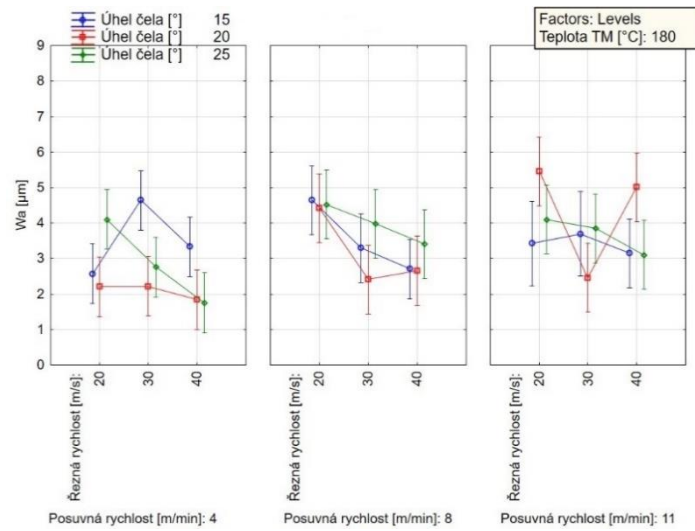 Úhel čela [°] 15
Úhel čela [°] 20
Úhel čela [°] 25
Factors: Levels
Teplota TM [°C]: 180
Wa [µm]
9
8
7
6
5
4
3
2
1
0
Řezná rychlost [m/s]:
20
30
40
Řezná rychlost [m/s]:
20
30
40
Řezná rychlost [m/s]:
20
30
40
Posuvná rychlost [m/min]: 4
Posuvná rychlost [m/min]: 8
Posuvná rychlost [m/min]: 11